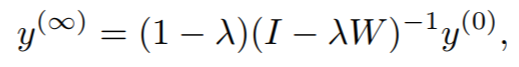 y^{(∞)} = (1 − λ)(I − λW)^{−1}y^{(0)},